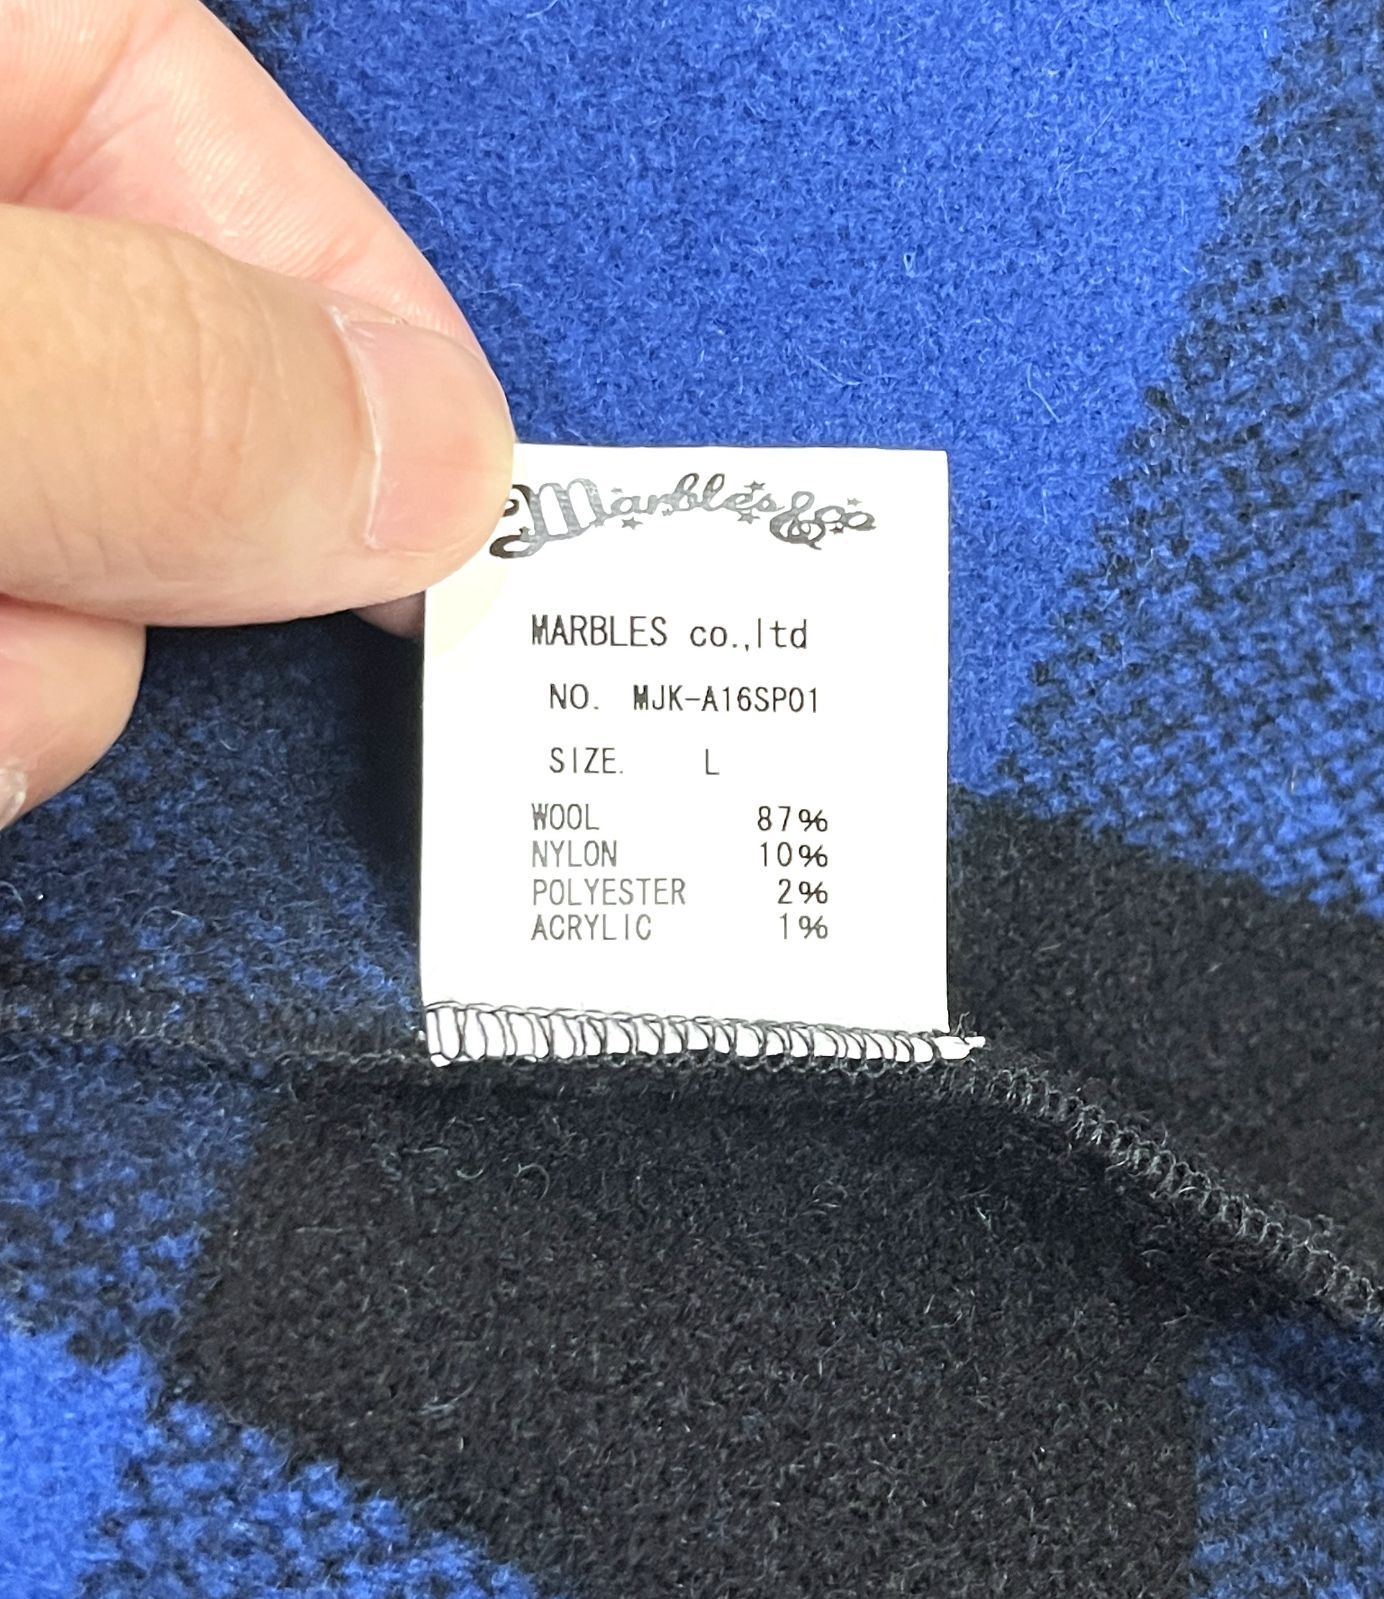 Marbles & co
MARBLES co.,ltd
NO. MJK-A16SP01
SIZE. L
WOOL 87%
NYLON 10%
POLYESTER 2%
ACRYLIC 1%